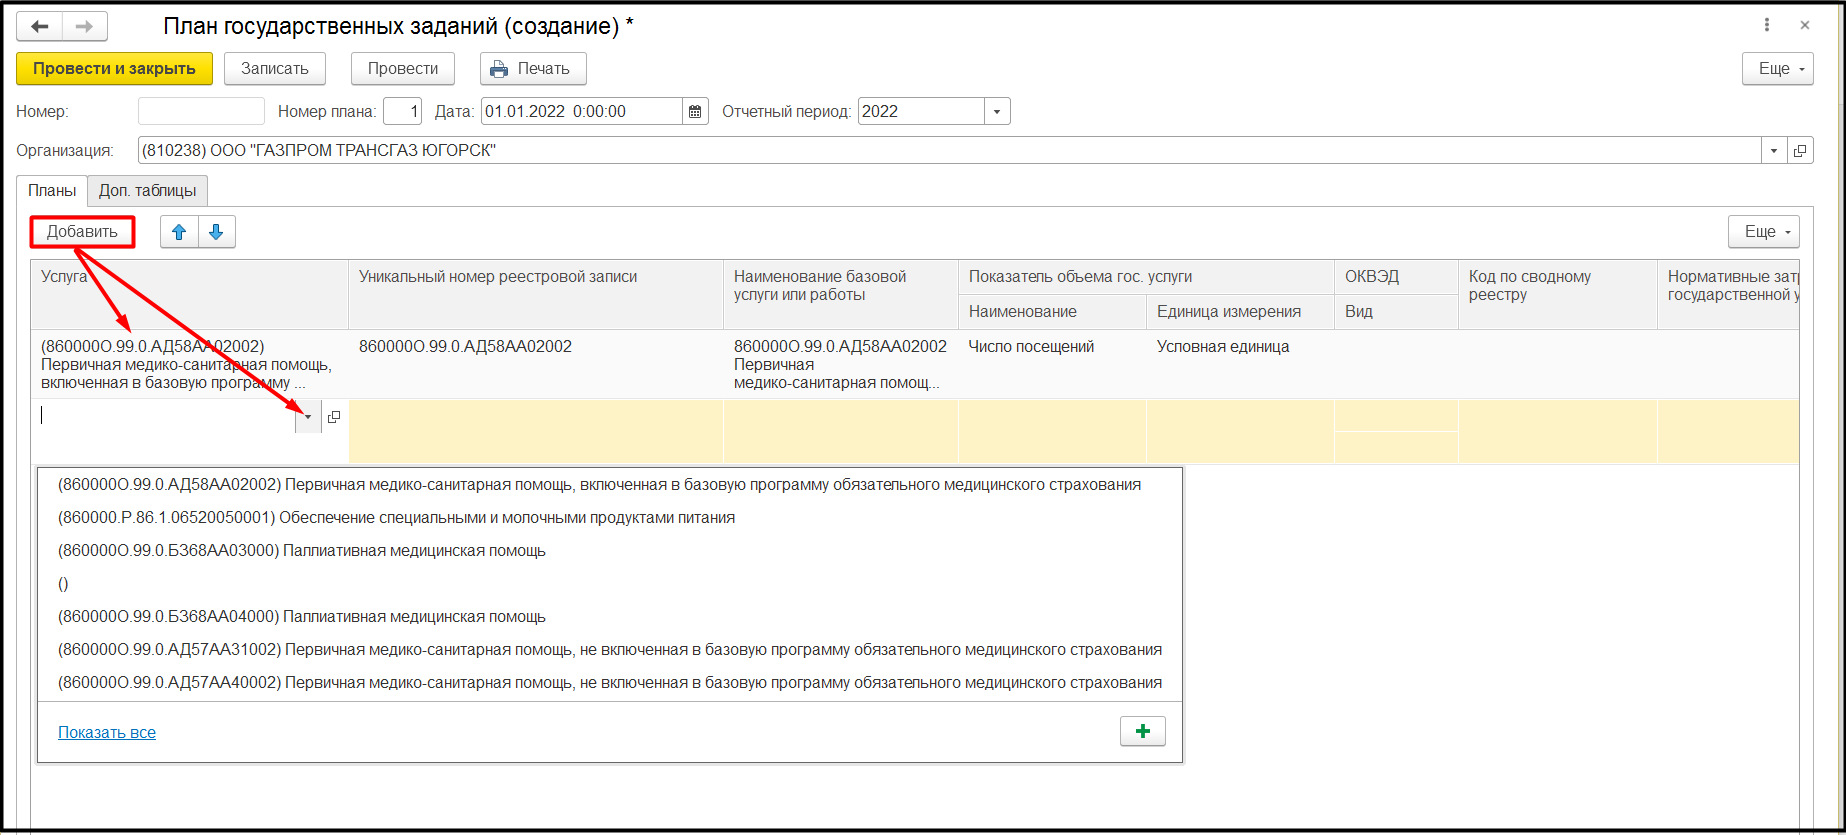 План государственных заданий (создание) *
Провести и закрыть Записать Провести Печать Еще
Номер: Номер плана: 1 Дата: 01.01.2022 0:00:00 Отчетный период: 2022
Организация: (810238) ООО "ГАЗПРОМ ТРАНСГАЗ ЮГОРСК"
Планы Доп. таблицы
Добавить Еще
Услуга Уникальный номер реестровой записи Наименование базовой Показатель объема гос. услуги ОКВЭД Код по сводному Нормативные зат
услуги или работы реестру государственной у
Наименование Единица измерения Вид
(860000О.99.0.АД58АА02002) 860000О.99.0.АД58АА02002 860000О.99.0.АД58АА02002 Число посещений Условная единица
Первичная медико-санитарная помощь, Первичная
включенная в базовую программу ... медико-санитарная помощ...
(860000О.99.0.АД58АА02002) Первичная медико-санитарная помощь, включенная в базовую программу обязательного медицинского страхования
(860000.Р.86.1.06520050001) Обеспечение специальными и молочными продуктами питания
(860000О.99.0.БЗ68АА03000) Паллиативная медицинская помощь
()
(860000О.99.0.БЗ68АА04000) Паллиативная медицинская помощь
(860000О.99.0.АД57АА31002) Первичная медико-санитарная помощь, не включенная в базовую программу обязательного медицинского страхования
(860000О.99.0.АД57АА40002) Первичная медико-санитарная помощь, не включенная в базовую программу обязательного медицинского страхования
Показать все